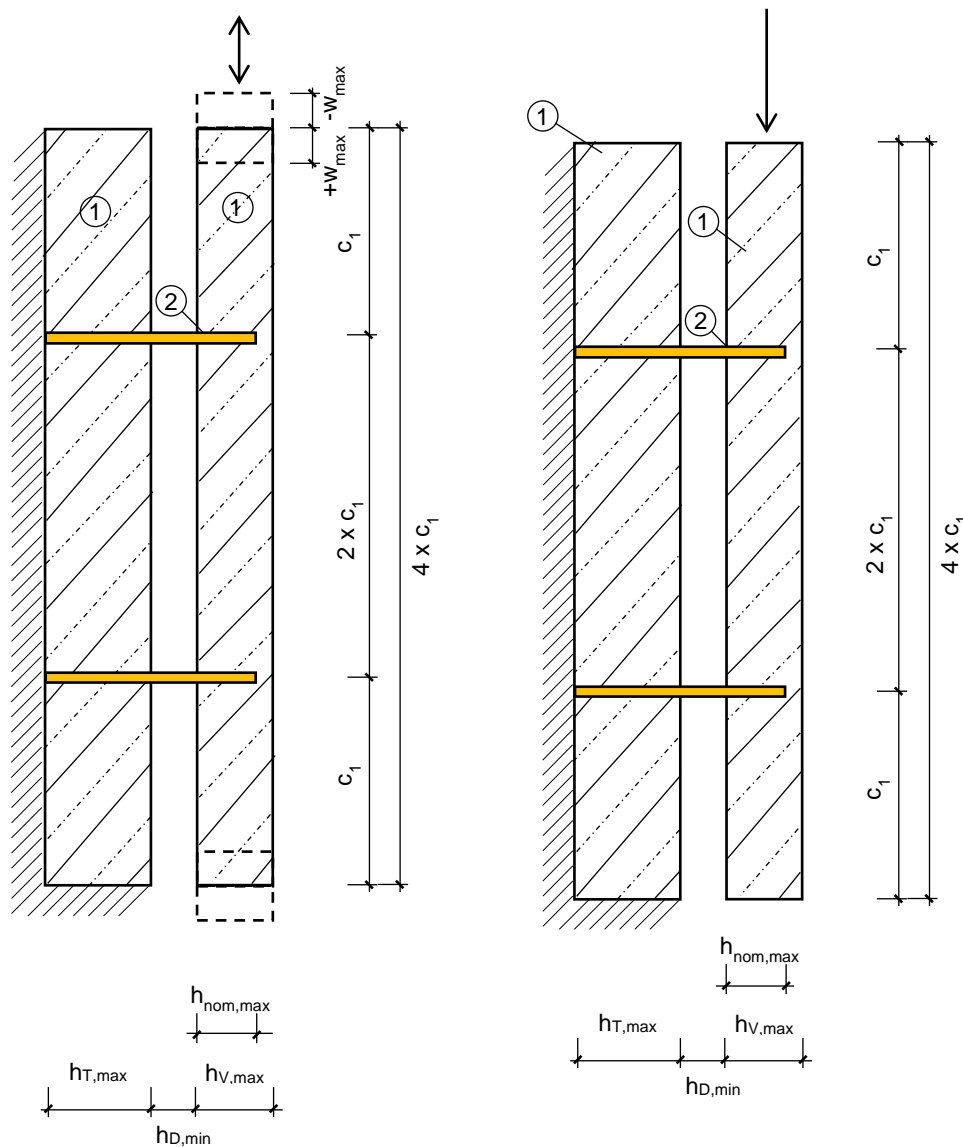 -w_max
+w_max
1
1
c_1
2
2 x c_1
4 x c_1
c_1
h_nom,max
h_T,max
h_V,max
h_D,min
1
1
c_1
2
2 x c_1
4 x c_1
c_1
h_nom,max
h_T,max
h_V,max
h_D,min